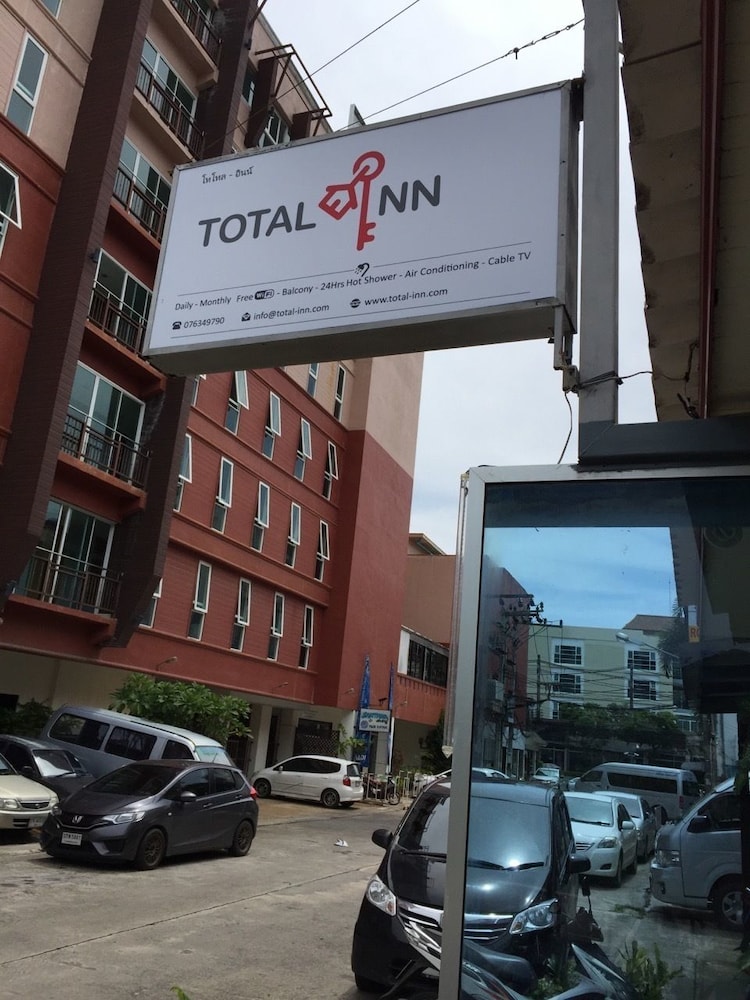 โทโทล - อินน์
TOTAL INN
Daily - Monthly Free WiFi - Balcony - 24Hrs Hot Shower - Air Conditioning - Cable TV
076349790 info@total-inn.com www.total-inn.com